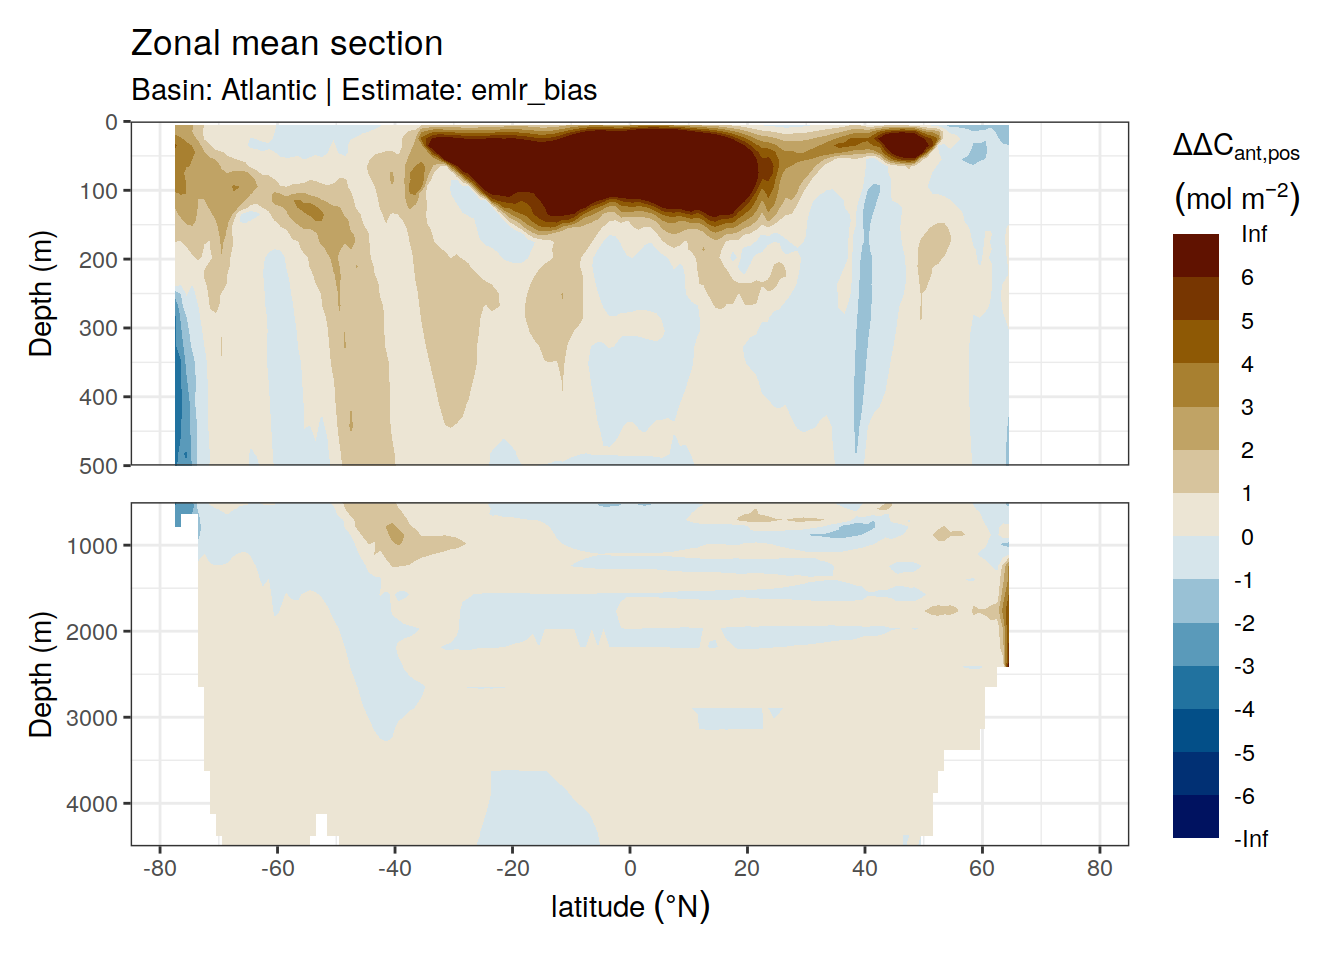 Zonal mean section
Basin: Atlantic | Estimate: emlr_bias
ΔΔC_ant,pos
(mol m⁻²)
Inf
6
5
4
3
2
1
0
-1
-2
-3
-4
-5
-6
-Inf
Depth (m)
0
100
200
300
400
500
Depth (m)
1000
2000
3000
4000
-80 -60 -40 -20 0 20 40 60 80
latitude (°N)